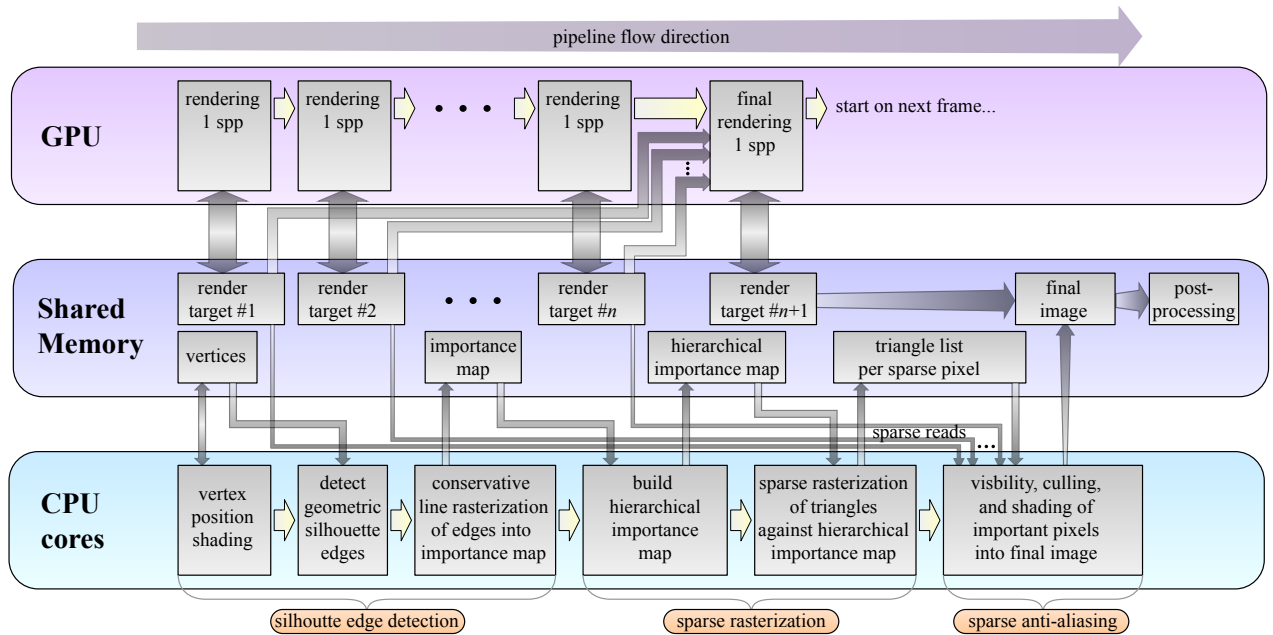 pipeline flow direction
GPU
rendering
1 spp
rendering
1 spp
• • •
rendering
1 spp
final
rendering
1 spp
start on next frame...
Shared
Memory
render
target #1
render
target #2
• • •
render
target #n
render
target #n+1
final
image
post-
processing
vertices
importance
map
hierarchical
importance map
triangle list
per sparse pixel
sparse reads
...
CPU
cores
vertex
position
shading
detect
geometric
silhouette
edges
conservative
line rasterization
of edges into
importance map
build
hierarchical
importance
map
sparse rasterization
of triangles
against hierarchical
importance map
visbility, culling,
and shading of
important pixels
into final image
silhoutte edge detection
sparse rasterization
sparse anti-aliasing